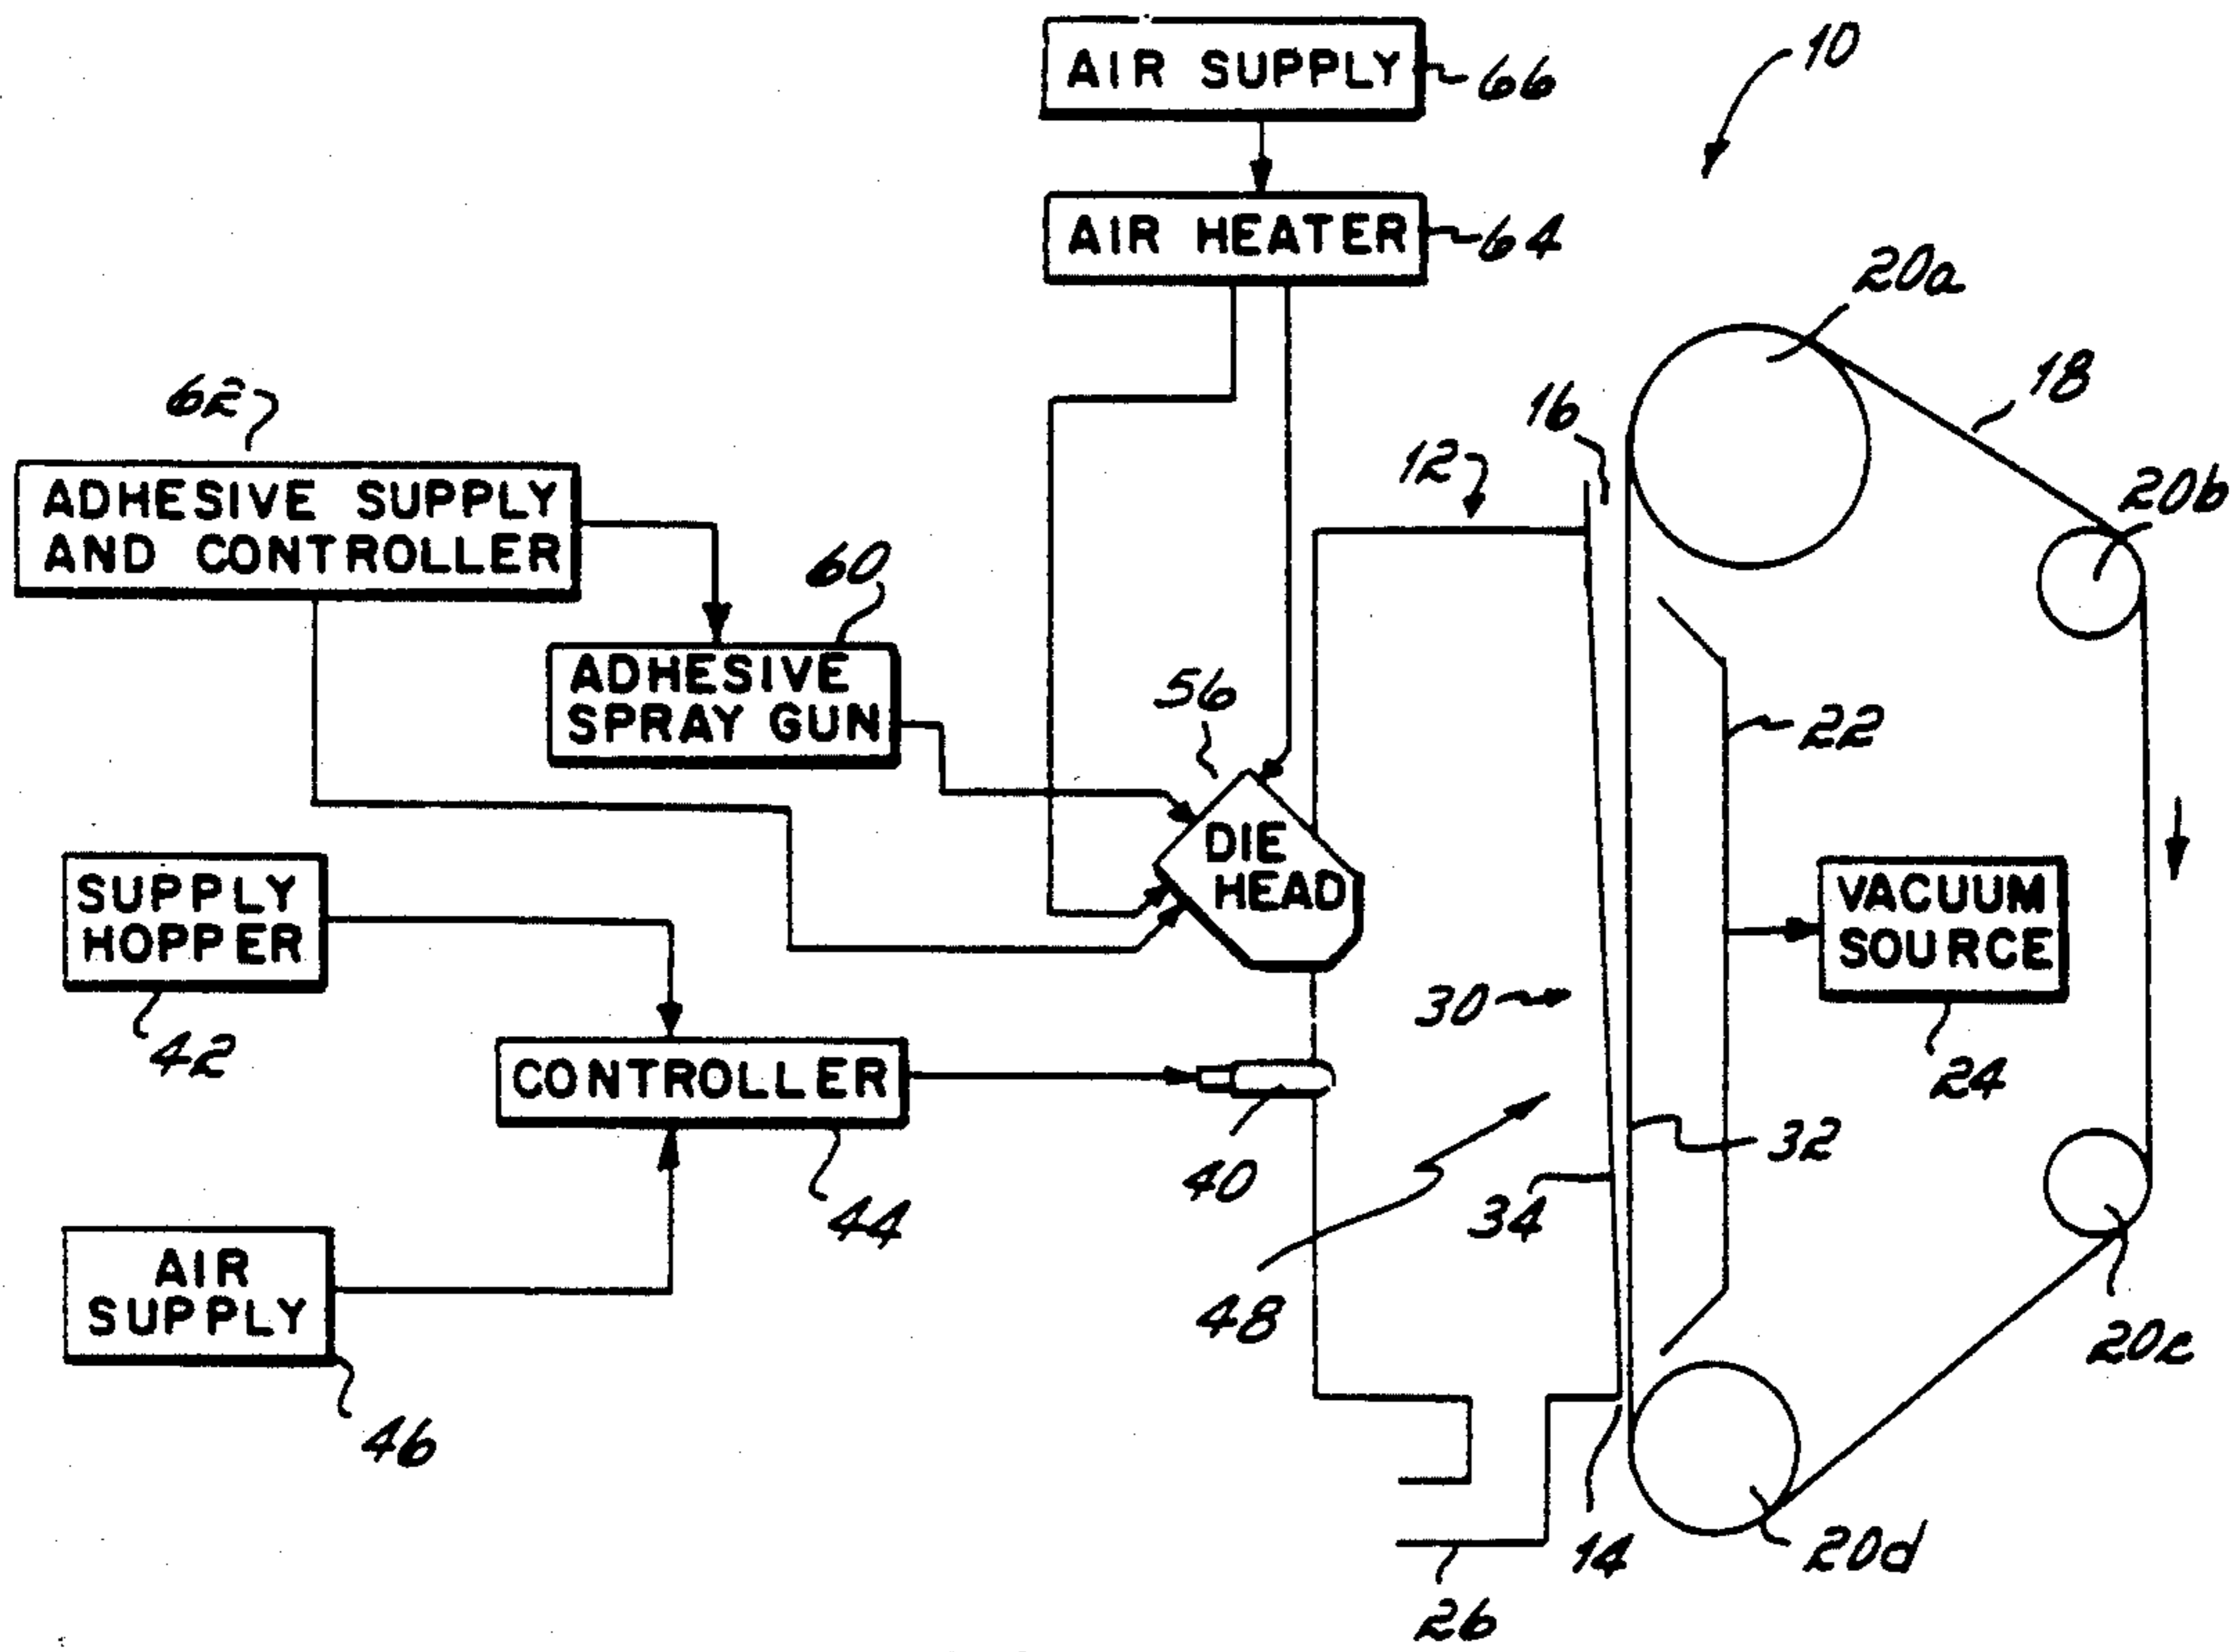 AIR SUPPLY
66
10
AIR HEATER
64
20a
18
62
16
12
20b
ADHESIVE SUPPLY
AND CONTROLLER
60
ADHESIVE
SPRAY GUN
56
22
DIE
HEAD
SUPPLY
HOPPER
VACUUM
SOURCE
30
42
CONTROLLER
24
40
32
44
34
AIR
SUPPLY
48
20c
46
14
20d
26